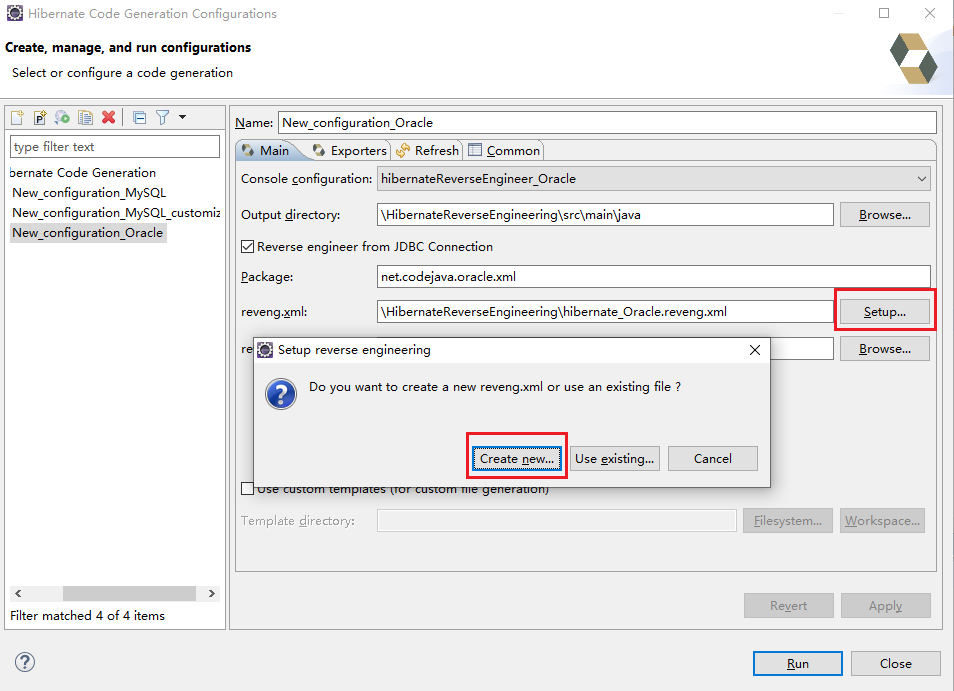 Hibernate Code Generation Configurations
Create, manage, and run configurations
Select or configure a code generation
type filter text
bernate Code Generation
New_configuration_MySQL
New_configuration_MySQL_customiz
New_configuration_Oracle
Filter matched 4 of 4 items
Name: New_configuration_Oracle
Main Exporters Refresh Common
Console configuration: hibernateReverseEngineer_Oracle
Output directory: \HibernateReverseEngineering\src\main\java Browse...
Reverse engineer from JDBC Connection
Package: net.codejava.oracle.xml
reveng.xml: \HibernateReverseEngineering\hibernate_Oracle.reveng.xml Setup...
re Browse...
Setup reverse engineering
Do you want to create a new reveng.xml or use an existing file ?
Create new... Use existing... Cancel
Use custom templates (for custom file generation)
Template directory: Filesystem... Workspace...
Revert Apply
Run Close